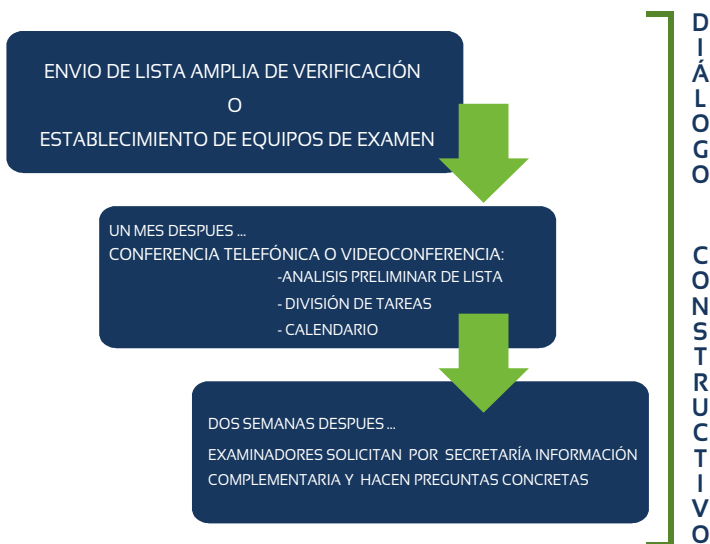 ENVIO DE LISTA AMPLIA DE VERIFICACIÓN
O
ESTABLECIMIENTO DE EQUIPOS DE EXAMEN
UN MES DESPUES ...
CONFERENCIA TELEFÓNICA O VIDEOCONFERENCIA:
-ANALISIS PRELIMINAR DE LISTA
- DIVISIÓN DE TAREAS
- CALENDARIO
DOS SEMANAS DESPUES ...
EXAMINADORES SOLICITAN POR SECRETARÍA INFORMACIÓN
COMPLEMENTARIA Y HACEN PREGUNTAS CONCRETAS
DIÁLOGO CONSTRUCTIVO